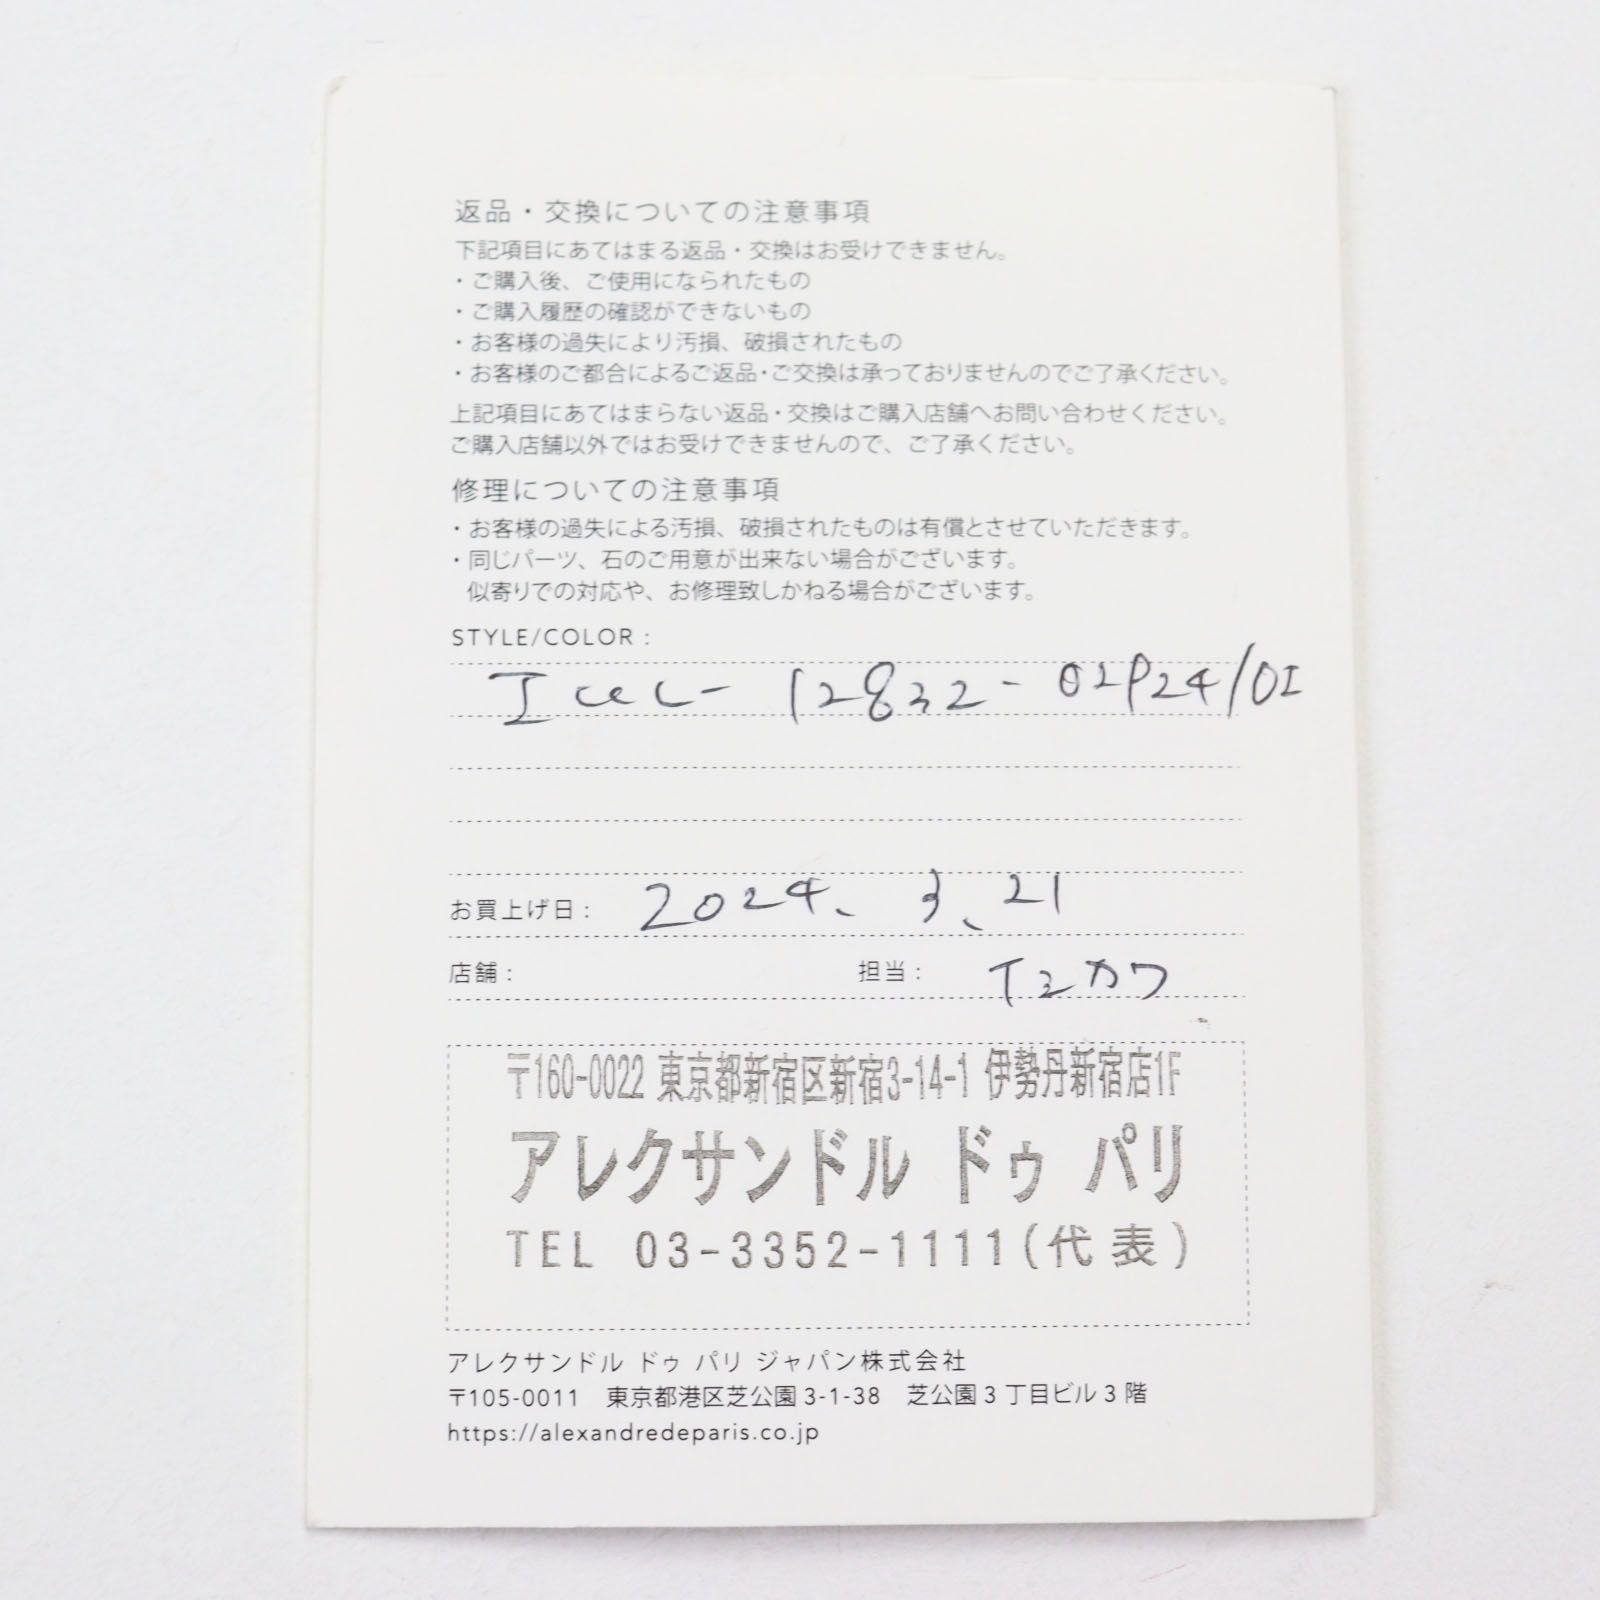 返品・交換についての注意事項
下記項目にあてはまる返品・交換はお受けできません。
・ご購入後、ご使用になられたもの
・ご購入履歴の確認ができないもの
・お客様の過失により汚損、破損されたもの
・お客様のご都合によるご返品・ご交換は承っておりませんのでご了承ください。
上記項目にあてはまらない返品・交換はご購入店舗へお問い合わせください。
ご購入店舗以外ではお受けできませんので、ご了承ください。
修理についての注意事項
・お客様の過失による汚損、破損されたものは有償とさせていただきます。
・同じパーツ、石のご用意が出来ない場合がございます。
似寄りでの対応や、お修理致しかねる場合がございます。
STYLE/COLOR :
12832-02P24/
お買上げ日 : 2024、3、21
店舗 : 担当 :
〒160-0022 東京都新宿区新宿3-14-1 伊勢丹新宿店1F
アレクサンドル ドゥ パリ
TEL 03-3352-1111(代表)
アレクサンドル ドゥ パリ ジャパン株式会社
〒105-0011 東京都港区芝公園 3-1-38 芝公園 3 丁目ビル 3 階
https://alexandredeparis.co.jp